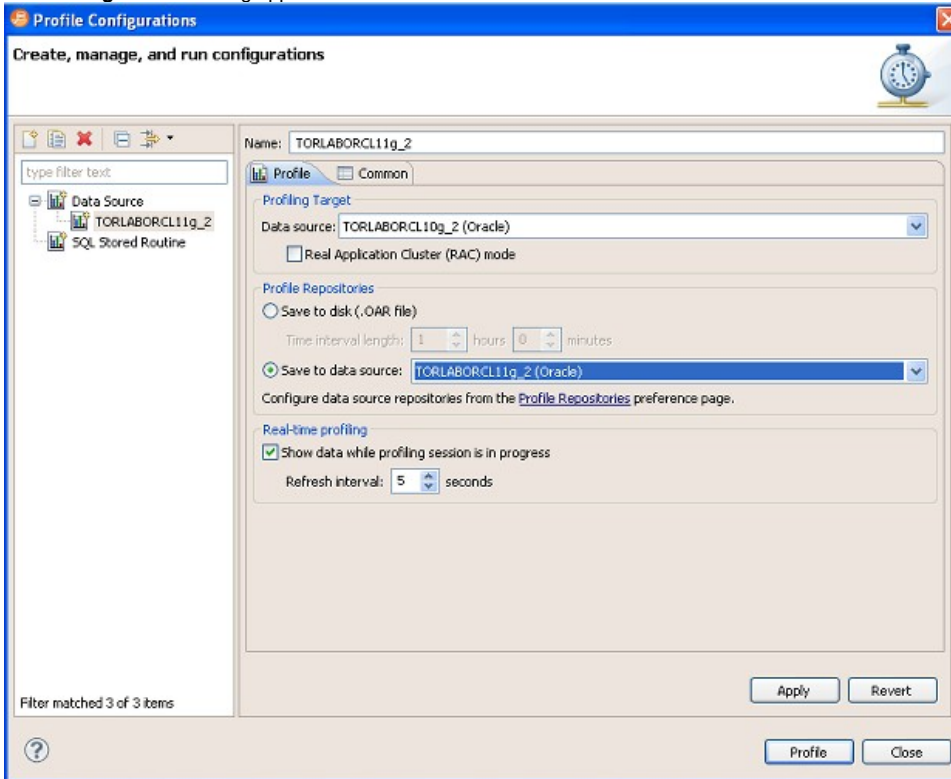 Profile Configurations
Create, manage, and run configurations
Name: TORLABORCL11g_2
type filter text
Data Source
TORLABORCL11g_2
SQL Stored Routine
Filter matched 3 of 3 items
Profile Common
Profiling Target
Data source: TORLABORCL10g_2 (Oracle)
Real Application Cluster (RAC) mode
Profile Repositories
Save to disk (.OAR file)
Time interval length: 1 hours 0 minutes
Save to data source: TORLABORCL11g_2 (Oracle)
Configure data source repositories from the Profile Repositories preference page.
Real-time profiling
Show data while profiling session is in progress
Refresh interval: 5 seconds
Apply Revert
Profile Close